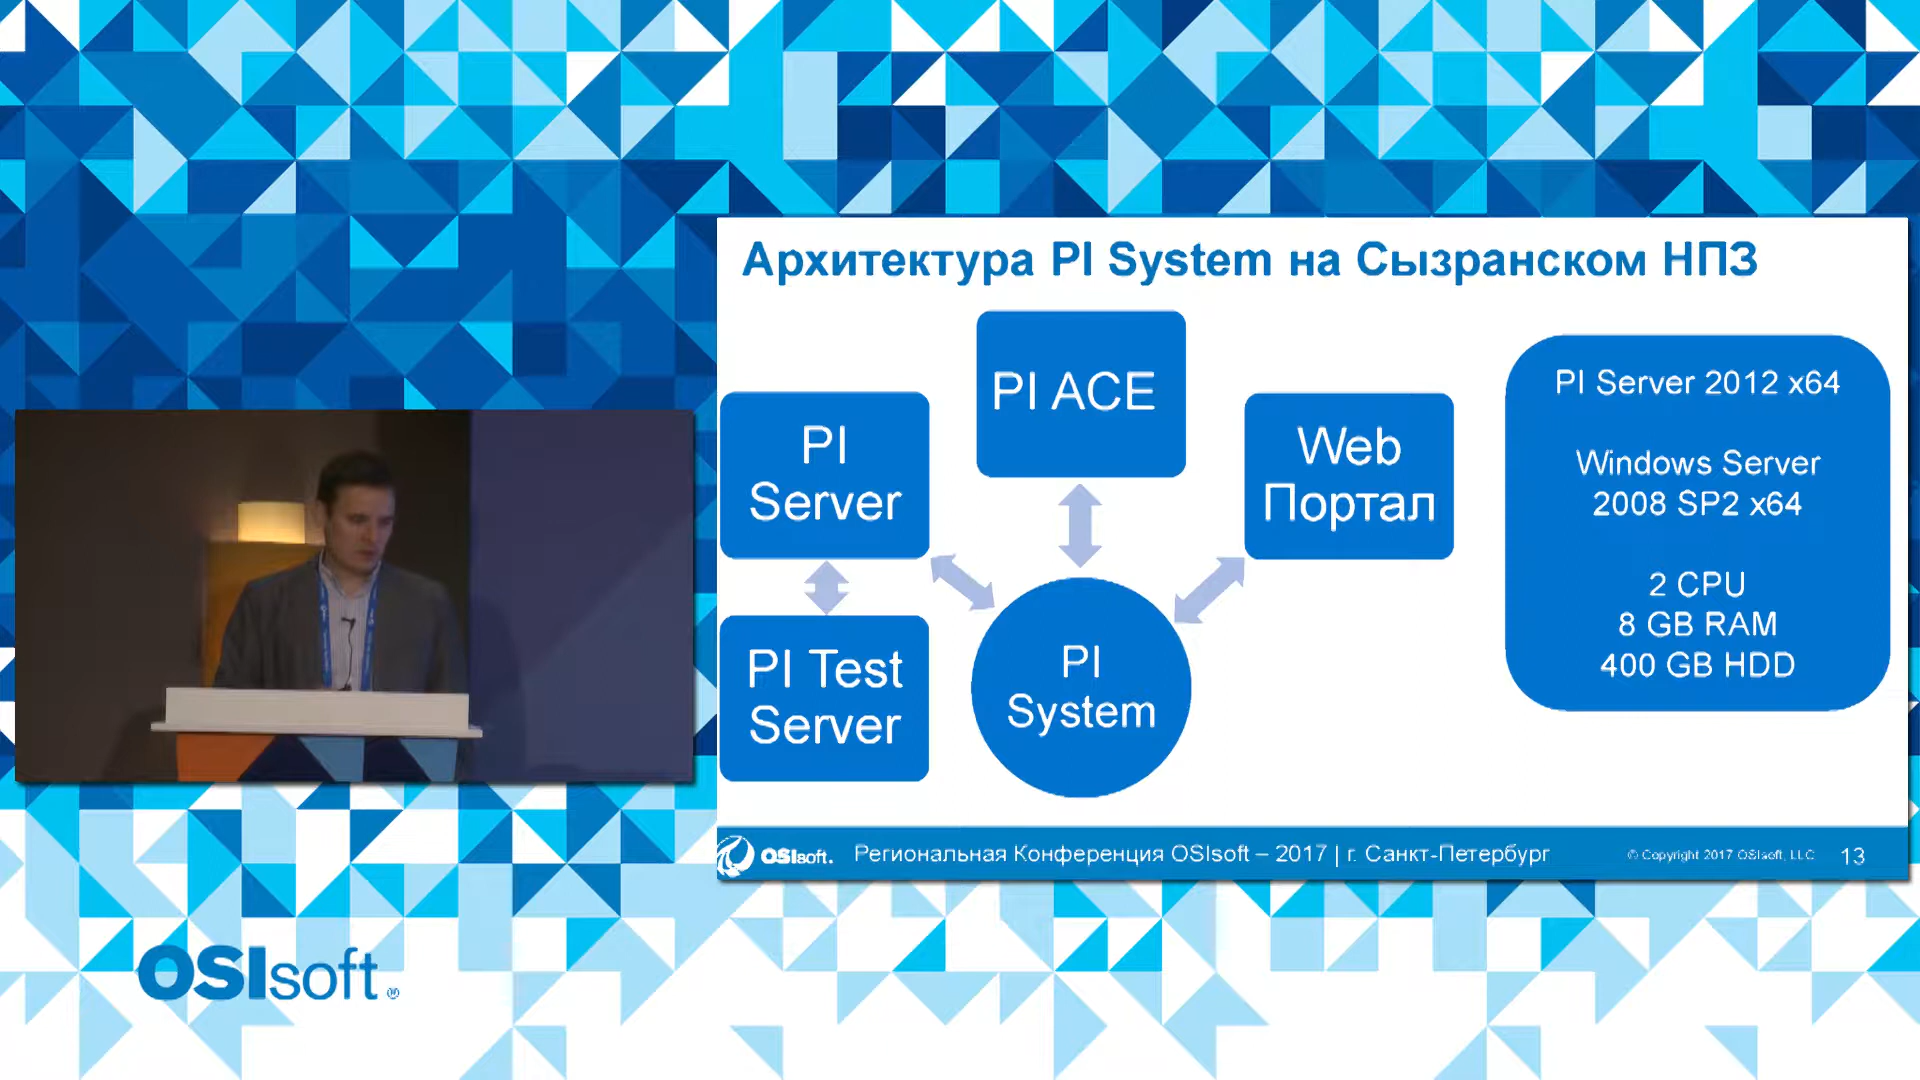 Архитектура PI System на Сызранском НПЗ
PI ACE
PI
Server
Web
Портал
PI Test
Server
PI
System
PI Server 2012 x64
Windows Server
2008 SP2 x64
2 CPU
8 GB RAM
400 GB HDD
OSIsoft.
Региональная Конференция OSIsoft – 2017 | г. Санкт-Петербург
© Copyright 2017 OSIsoft, LLC
13
OSIsoft®